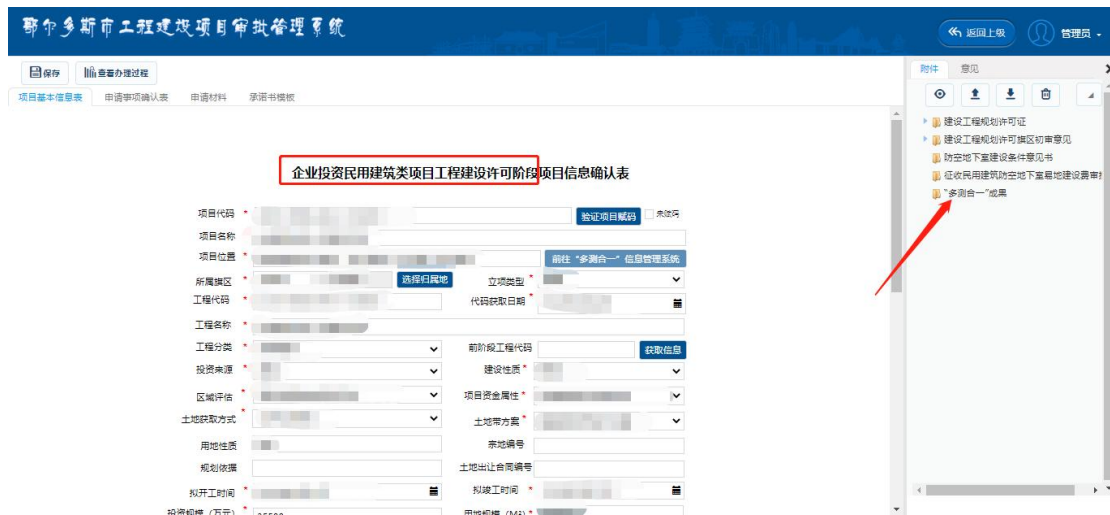 鄂尔多斯市工程建设项目审批管理系统
返回上级 管理员
保存 查看办理过程
项目基本信息表 申请事项确认表 申请材料 承诺书模板
附件 意见
建设工程规划许可证
建设工程规划许可旗区初审意见
防空地下室建设条件意见书
征收民用建筑防空地下室易地建设费审
“多测合一”成果
企业投资民用建筑类项目工程建设许可阶段项目信息确认表
项目代码 * 验证项目赋码
项目名称
项目位置 * 前往“多测合一”信息管理系统
所属旗区 * 选择归属地 立项类型 *
工程代码 * 代码获取日期 *
工程名称 *
工程分类 * 前阶段工程代码 获取信息
投资来源 * 建设性质 *
区域评估 * 项目资金属性 *
土地获取方式 * 土地带方案 *
用地性质 宗地编号
规划依据 土地出让合同编号
拟开工时间 * 拟竣工时间 *
投资规模（万元） * 用地规模（M²） *